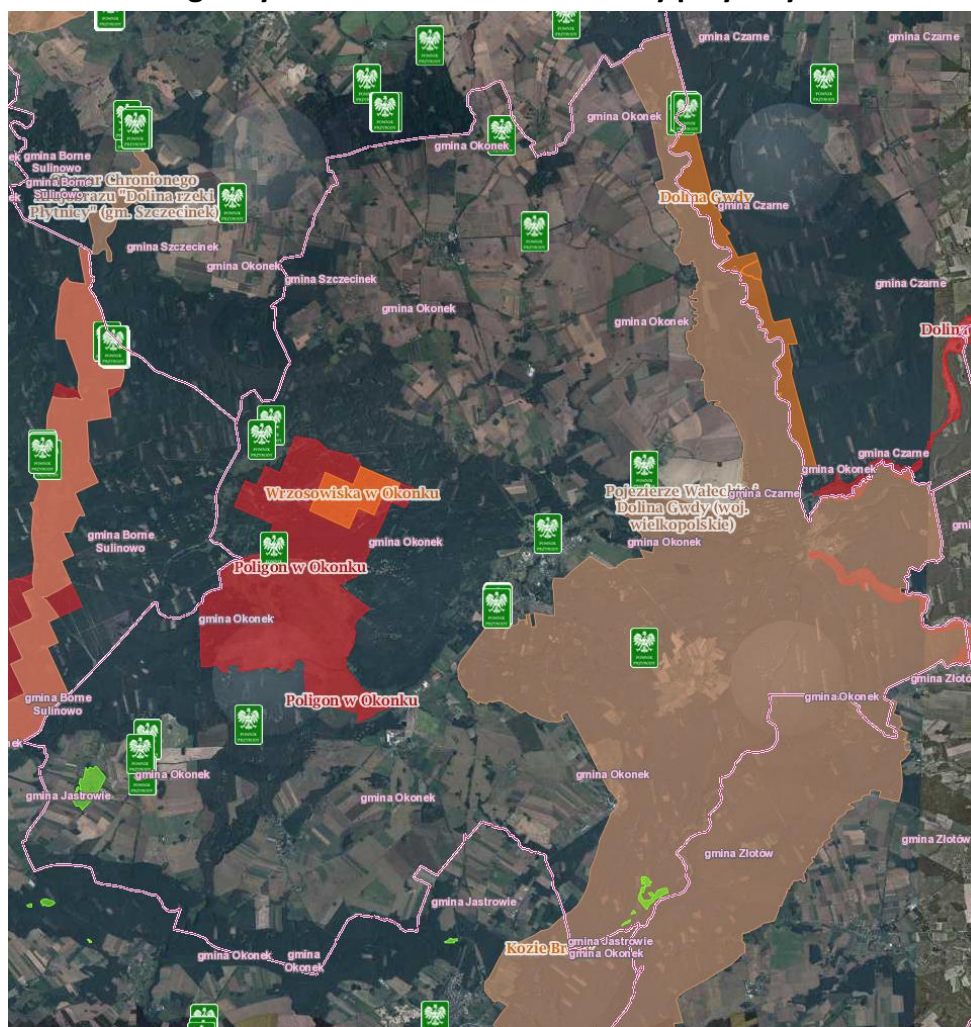 gmina Czarne
gmina Czarne
gmina Okonek
gmina Okonek
gmina Borne
Sulinowo
gmina Borne
Sulinowo
Obszar Chronionego
Krajobrazu "Dolina rzeki
Płytnicy" (gm. Szczecinek)
Dolina Gwdy
gmina Czarne
gmina Szczecinek
gmina Okonek
gmina Szczecinek
gmina Czarne
gmina Okonek
gmina Okonek
gmina Czarne
gmina Okonek
Wrzosowiska w Okonku
Pojezierze Wałeckie i
Dolina Gwdy (woj.
wielkopolskie)
gmina Czarne
gmina Borne
Sulinowo
gmina Okonek
gmina Okonek
Poligon w Okonku
gmina Okonek
gmina Borne
Sulinowo
Poligon w Okonku
gmina Okonek
gmina Złotów
gmina Okonek
gmina Okonek
gmina Jastrowie
gmina Okonek
gmina Złotów
gmina Złotów
gmina Jastrowie
gmina Okonek
gmina
Okonek
Kozie Br
gmina Jastrowie
gmina Okonek